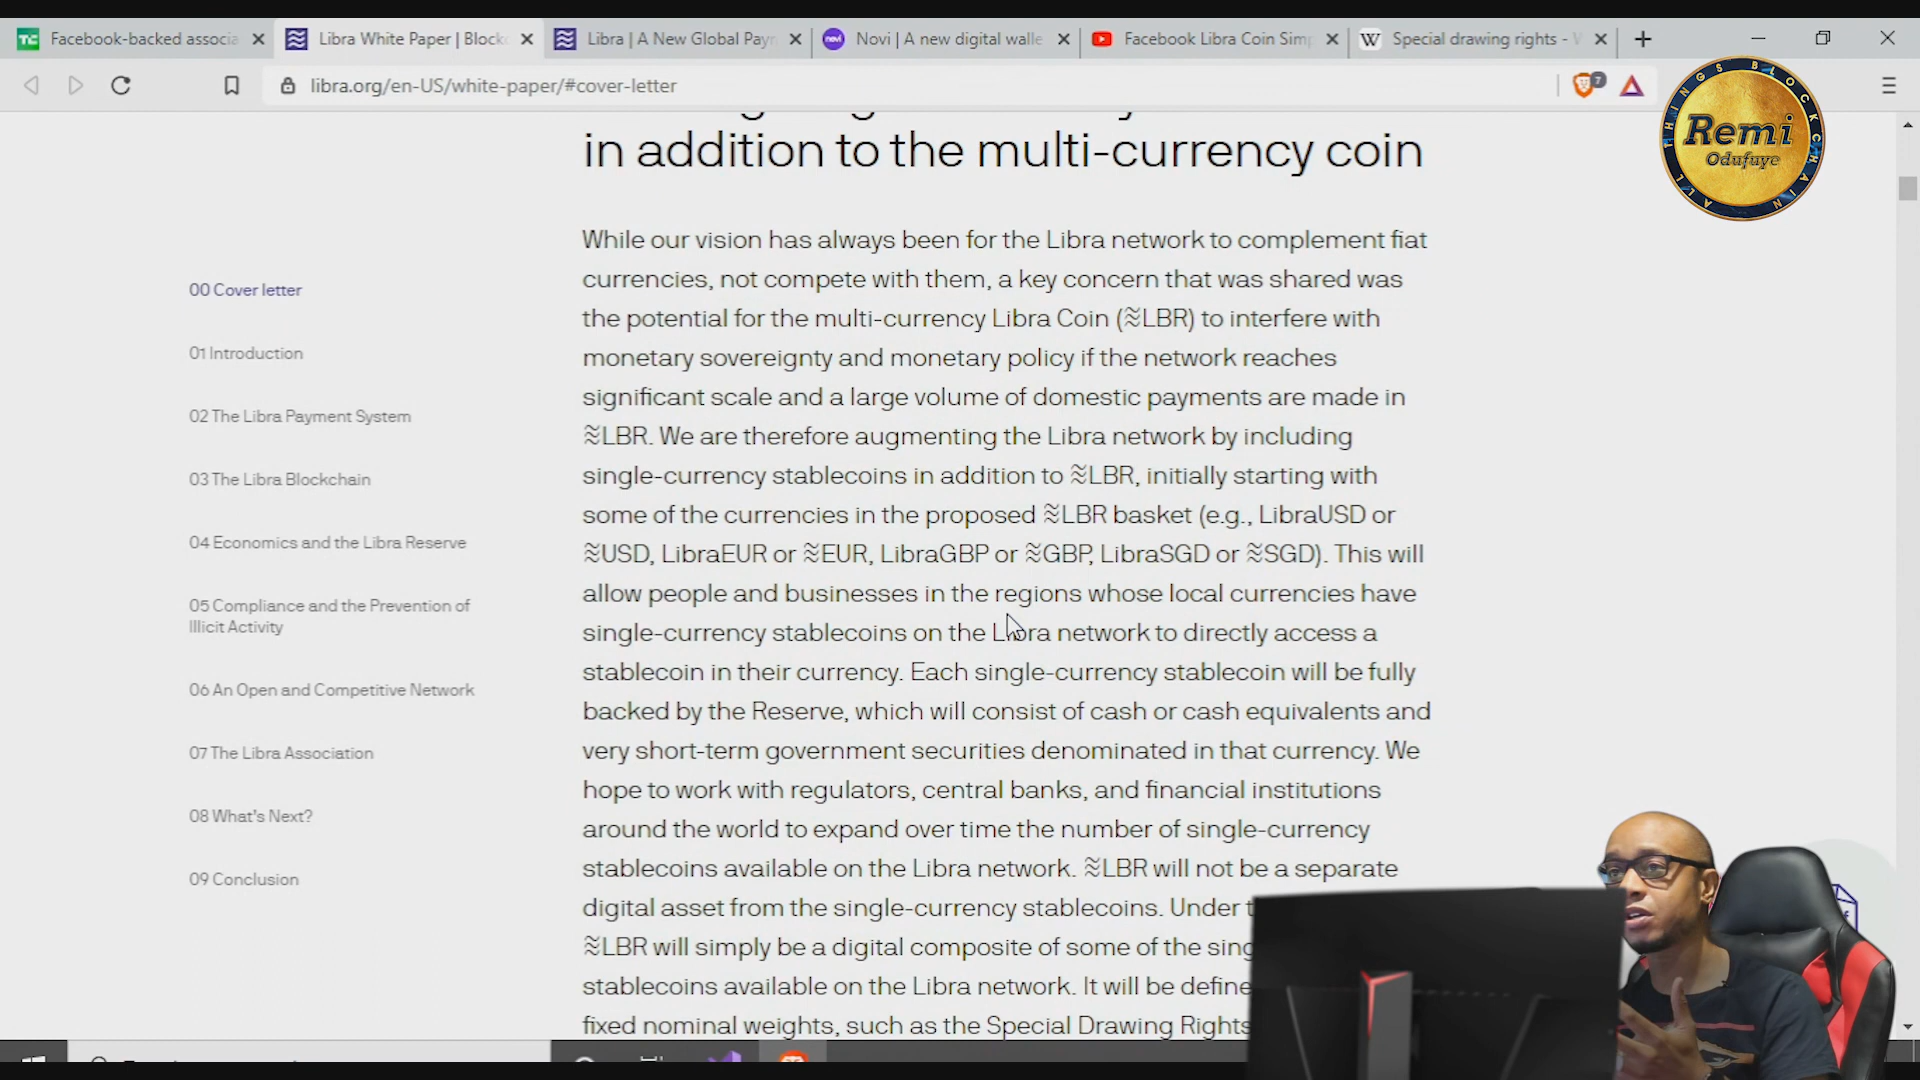 Facebook-backed associa
Libra White Paper | Block
Libra | A New Global Payn
novi
Novi | A new digital walle
Facebook Libra Coin Simp
W
Special drawing rights - W
libra.org/en-US/white-paper/#cover-letter
7
ALL THINGS BLOCKCHAIN
Remi
Odufuye
in addition to the multi-currency coin
While our vision has always been for the Libra network to complement fiat
currencies, not compete with them, a key concern that was shared was
the potential for the multi-currency Libra Coin (≋LBR) to interfere with
monetary sovereignty and monetary policy if the network reaches
significant scale and a large volume of domestic payments are made in
≋LBR. We are therefore augmenting the Libra network by including
single-currency stablecoins in addition to ≋LBR, initially starting with
some of the currencies in the proposed ≋LBR basket (e.g., LibraUSD or
≋USD, LibraEUR or ≋EUR, LibraGBP or ≋GBP, LibraSGD or ≋SGD). This will
allow people and businesses in the regions whose local currencies have
single-currency stablecoins on the Libra network to directly access a
stablecoin in their currency. Each single-currency stablecoin will be fully
backed by the Reserve, which will consist of cash or cash equivalents and
very short-term government securities denominated in that currency. We
hope to work with regulators, central banks, and financial institutions
around the world to expand over time the number of single-currency
stablecoins available on the Libra network. ≋LBR will not be a separate
digital asset from the single-currency stablecoins. Under t
≋LBR will simply be a digital composite of some of the sing
stablecoins available on the Libra network. It will be define
fixed nominal weights, such as the Special Drawing Rights
00 Cover letter
01 Introduction
02 The Libra Payment System
03 The Libra Blockchain
04 Economics and the Libra Reserve
05 Compliance and the Prevention of
Illicit Activity
06 An Open and Competitive Network
07 The Libra Association
08 What's Next?
09 Conclusion